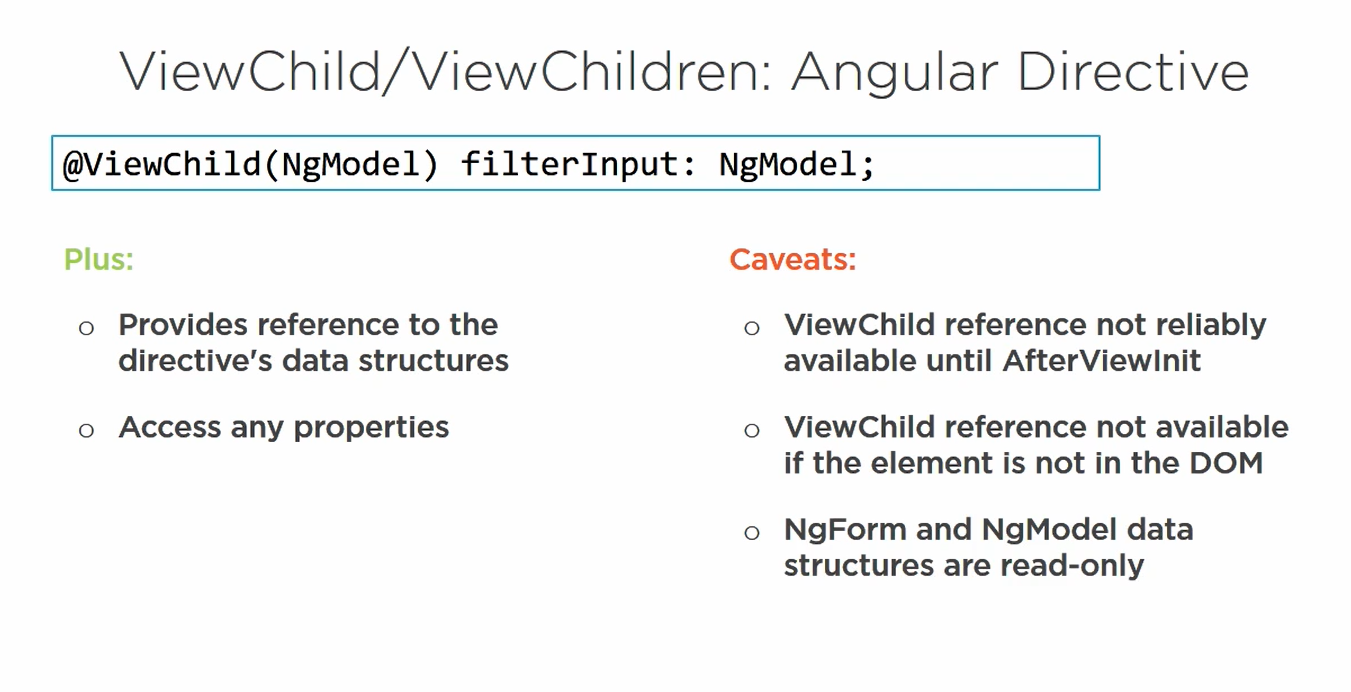 ViewChild/ViewChildren: Angular Directive
@ViewChild(NgModel) filterInput: NgModel;
Plus:
o Provides reference to the
directive's data structures
o Access any properties
Caveats:
o ViewChild reference not reliably
available until AfterViewInit
o ViewChild reference not available
if the element is not in the DOM
o NgForm and NgModel data
structures are read-only